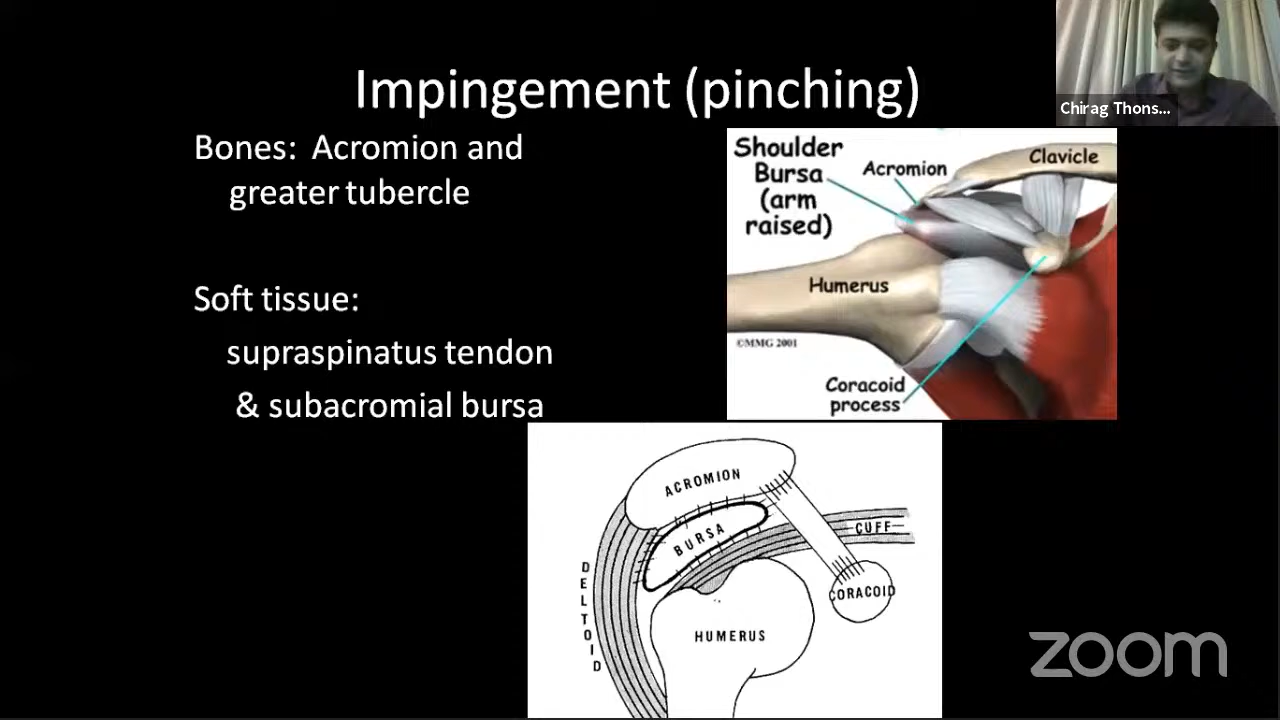 Impingement (pinching)
Chirag Thons...
Bones: Acromion and
greater tubercle
Soft tissue:
supraspinatus tendon
& subacromial bursa
Shoulder
Bursa
(arm
raised)
Acromion
Clavicle
Humerus
©MMG 2001
Coracoid
process
ACROMION
BURSA
CUFF
DELTOID
CORACOID
HUMERUS
zoom